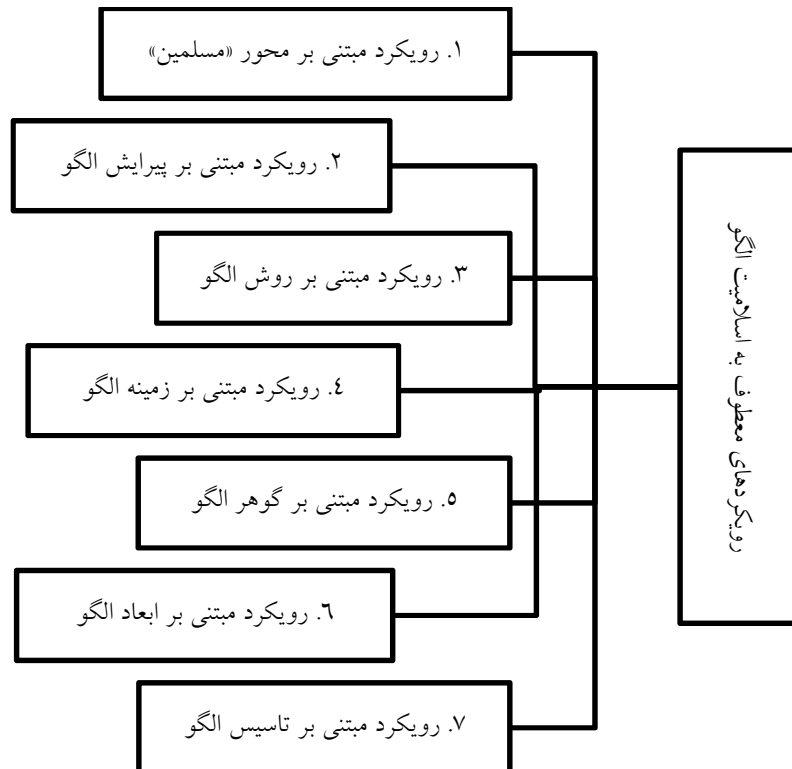 رویکردهای معطوف به اسلامیت الگو
۱. رویکرد مبتنی بر محور «مسلمین»
۲. رویکرد مبتنی بر پیرایش الگو
۳. رویکرد مبتنی بر روش الگو
٤. رویکرد مبتنی بر زمینه الگو
٥. رویکرد مبتنی بر گوهر الگو
٦. رویکرد مبتنی بر ابعاد الگو
۷. رویکرد مبتنی بر تاسیس الگو